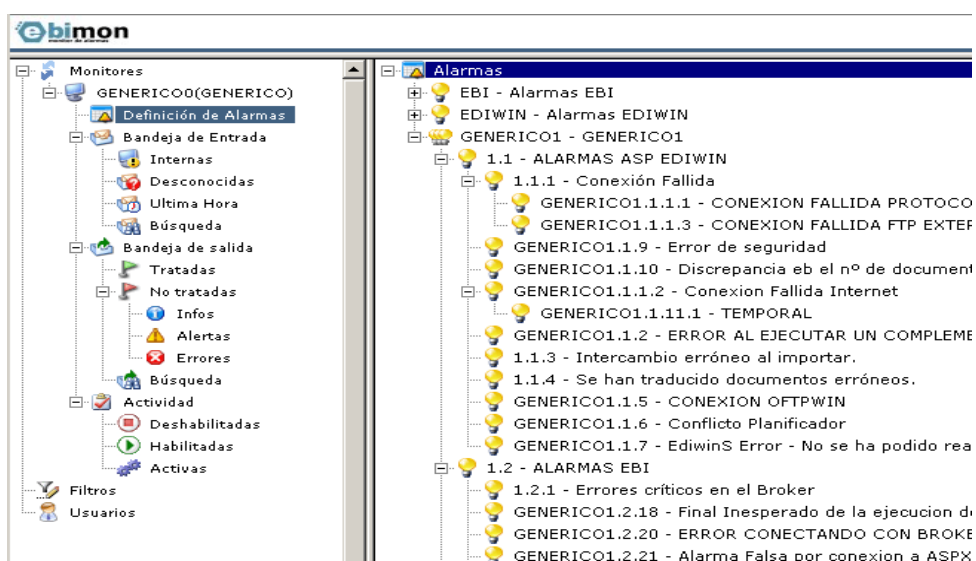 ebimon
monitor de alarmas
Monitores
GENERICO0(GENERICO)
Definición de Alarmas
Bandeja de Entrada
Internas
Desconocidas
Ultima Hora
Búsqueda
Bandeja de salida
Tratadas
No tratadas
Infos
Alertas
Errores
Búsqueda
Actividad
Deshabilitadas
Habilitadas
Activas
Filtros
Usuarios
Alarmas
EBI - Alarmas EBI
EDIWIN - Alarmas EDIWIN
GENERICO1 - GENERICO1
1.1 - ALARMAS ASP EDIWIN
1.1.1 - Conexión Fallida
GENERICO1.1.1.1 - CONEXION FALLIDA PROTOCO
GENERICO1.1.1.3 - CONEXION FALLIDA FTP EXTER
GENERICO1.1.9 - Error de seguridad
GENERICO1.1.10 - Discrepancia eb el nº de document
GENERICO1.1.1.2 - Conexion Fallida Internet
GENERICO1.1.11.1 - TEMPORAL
GENERICO1.1.2 - ERROR AL EJECUTAR UN COMPLEME
1.1.3 - Intercambio erróneo al importar.
1.1.4 - Se han traducido documentos erróneos.
GENERICO1.1.5 - CONEXION OFTPWIN
GENERICO1.1.6 - Conflicto Planificador
GENERICO1.1.7 - EdiwinS Error - No se ha podido rea
1.2 - ALARMAS EBI
1.2.1 - Errores críticos en el Broker
GENERICO1.2.18 - Final Inesperado de la ejecucion de
GENERICO1.2.20 - ERROR CONECTANDO CON BROKE
GENERICO1.2.21 - Alarma Falsa por conexion a ASPX